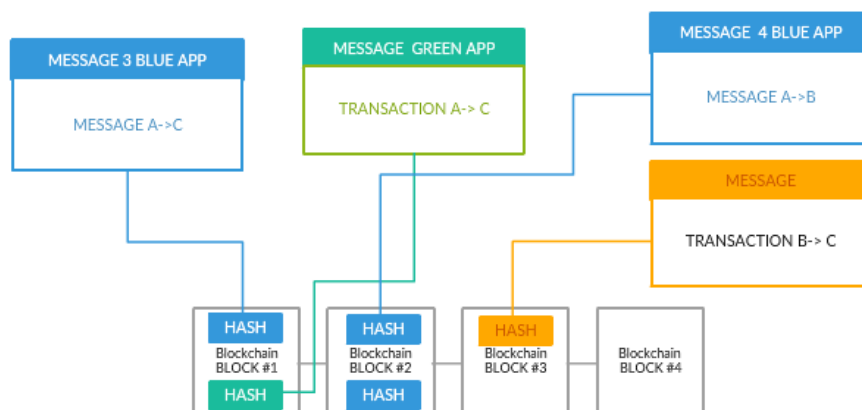 MESSAGE 3 BLUE APP
MESSAGE A->C
MESSAGE GREEN APP
TRANSACTION A-> C
MESSAGE 4 BLUE APP
MESSAGE A->B
MESSAGE
TRANSACTION B-> C
HASH
Blockchain
BLOCK #1
HASH
HASH
Blockchain
BLOCK #2
HASH
HASH
Blockchain
BLOCK #3
Blockchain
BLOCK #4